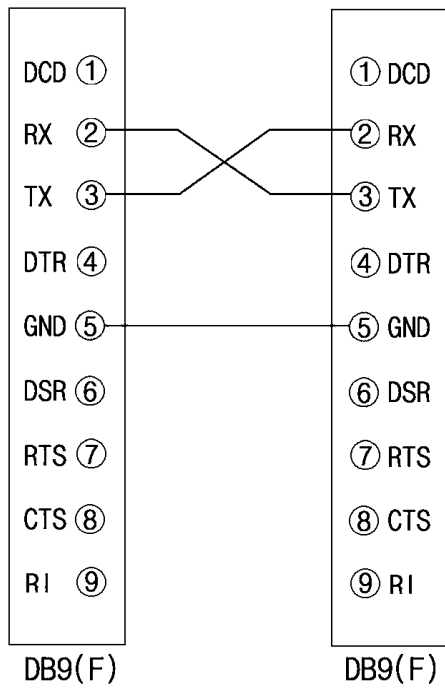 DCD ① ① DCD
RX ② ② RX
TX ③ ③ TX
DTR ④ ④ DTR
GND ⑤ ⑤ GND
DSR ⑥ ⑥ DSR
RTS ⑦ ⑦ RTS
CTS ⑧ ⑧ CTS
RI ⑨ ⑨ RI
DB9(F) DB9(F)